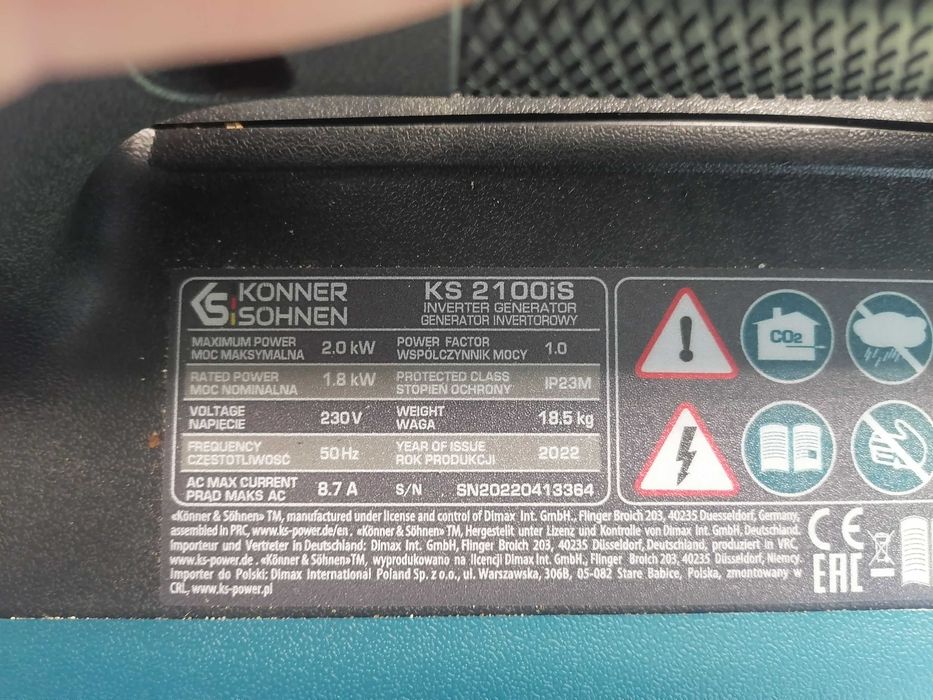 KS KÖNNER
SÖHNEN
KS 2100iS
INVERTER GENERATOR
GENERATOR INVERTOROWY
MAXIMUM POWER
MOC MAKSYMALNA 2.0 kW
POWER FACTOR
WSPÓŁCZYNNIK MOCY 1.0
RATED POWER
MOC NOMINALNA 1.8 kW
PROTECTED CLASS
STOPIEŃ OCHRONY IP23M
VOLTAGE
NAPIĘCIE 230 V
WEIGHT
WAGA 18.5 kg
FREQUENCY
CZĘSTOTLIWOŚĆ 50 Hz
YEAR OF ISSUE
ROK PRODUKCJI 2022
AC MAX CURRENT
PRĄD MAKS AC 8.7 A
S/N SN20220413364
CO2
«Könner & Söhnen» TM, manufactured under license and control of Dimax Int. GmbH., Flinger Broich 203, 40235 Duesseldorf, Germany,
assembled in PRC, www.ks-power.de/en . «Könner & Söhnen» TM, Hergestellt unter Lizenz und Kontrolle von Dimax Int. GmbH, Deutschland.
Importeur und Vertreter in Deutschland: Dimax Int. GmbH, Flinger Broich 203, 40235 Düsseldorf, Deutschland, produziert in VRC,
www.ks-power.de . «Könner & Söhnen»TM, wyprodukowano na licencji Dimax Int. GmbH, Flinger Broich 203, 40235 Düsseldorf, Niemcy.
Importer do Polski: Dimax International Poland Sp. z o.o., ul. Warszawska, 306B, 05-082 Stare Babice, Polska, zmontowany w
CRL, www.ks-power.pl
CE
EAC